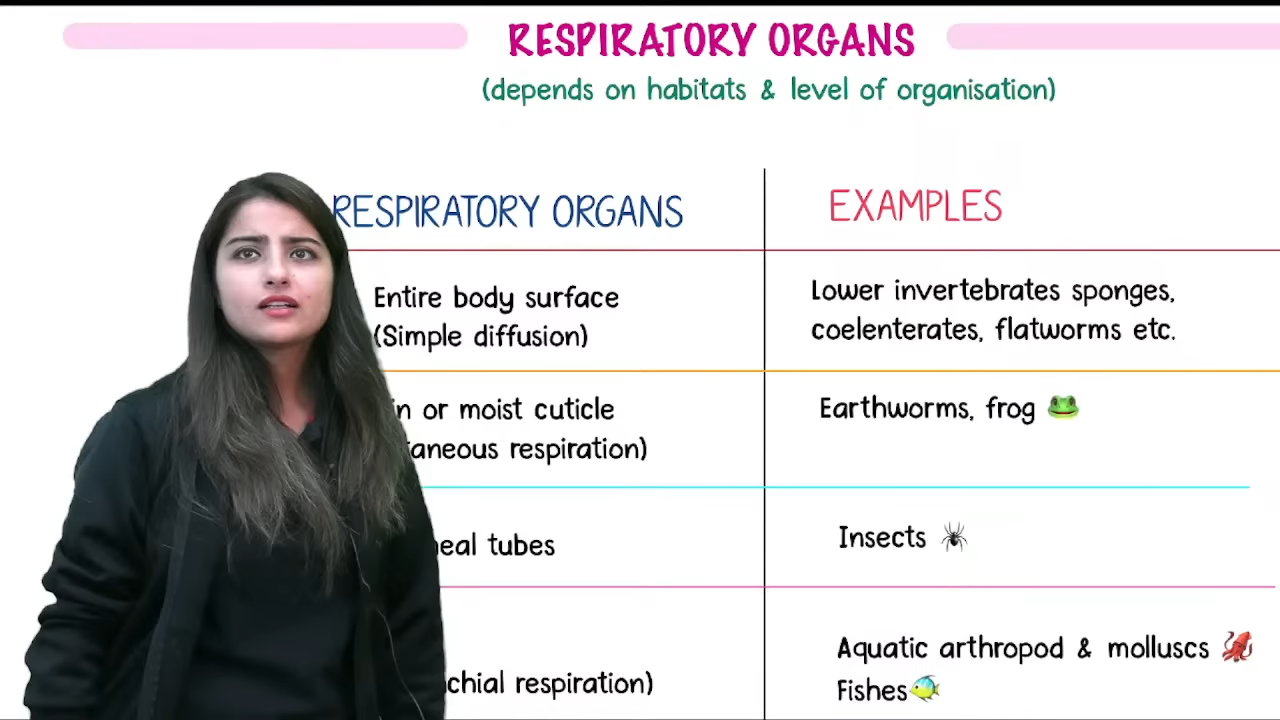 RESPIRATORY ORGANS
(depends on habitats & level of organisation)
RESPIRATORY ORGANS
EXAMPLES
Entire body surface
(Simple diffusion)
Lower invertebrates sponges,
coelenterates, flatworms etc.
or moist cuticle
respiration)
Earthworms, frog
tubes
Insects
respiration)
Aquatic arthropod & molluscs
Fishes